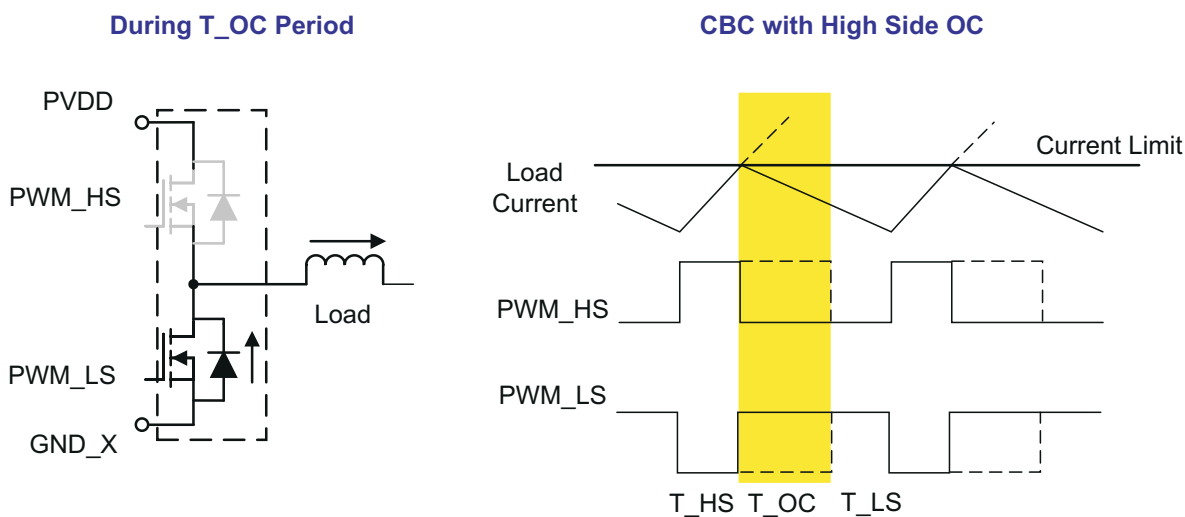 During T_OC Period
PVDD
PWM_HS
Load
PWM_LS
GND_X
CBC with High Side OC
Current Limit
Load
Current
PWM_HS
PWM_LS
T_HS T_OC T_LS